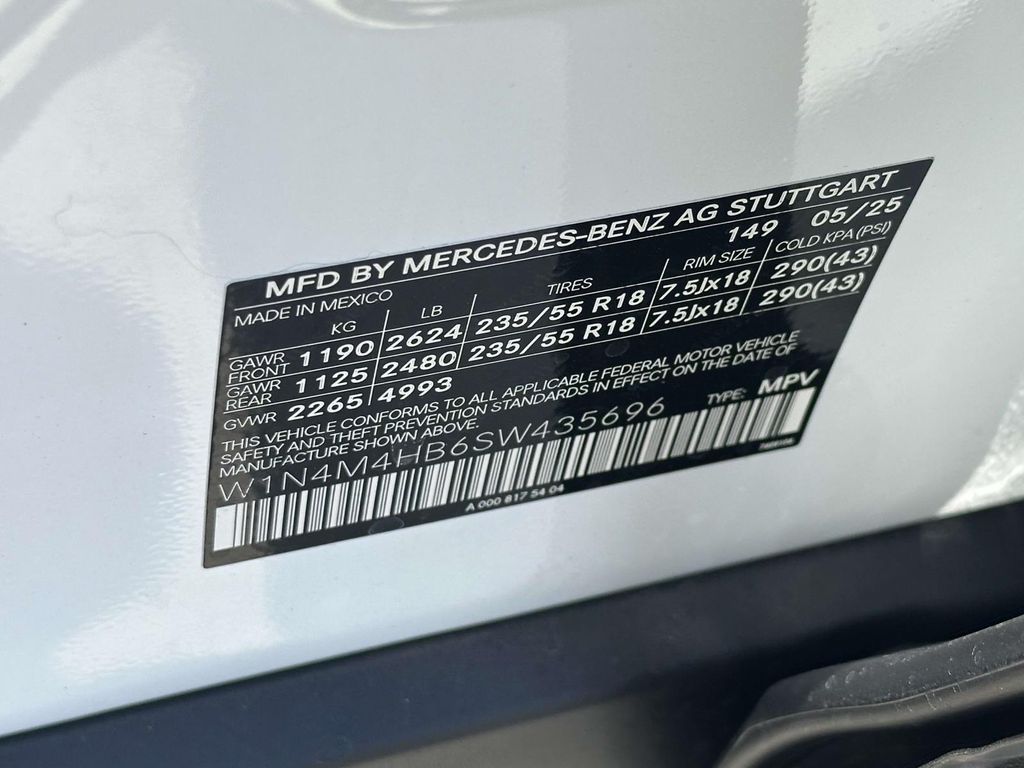 MFD BY MERCEDES-BENZ AG STUTTGART
MADE IN MEXICO 149 05/25
KG LB TIRES RIM SIZE COLD KPA (PSI)
GAWR FRONT 1190 2624 235/55 R18 7.5Jx18 290(43)
GAWR REAR 1125 2480 235/55 R18 7.5Jx18 290(43)
GVWR 2265 4993
THIS VEHICLE CONFORMS TO ALL APPLICABLE FEDERAL MOTOR VEHICLE
SAFETY AND THEFT PREVENTION STANDARDS IN EFFECT ON THE DATE OF
MANUFACTURE SHOWN ABOVE.
W1N4M4HB6SW435696 TYPE: MPV
A 000 817 54 04